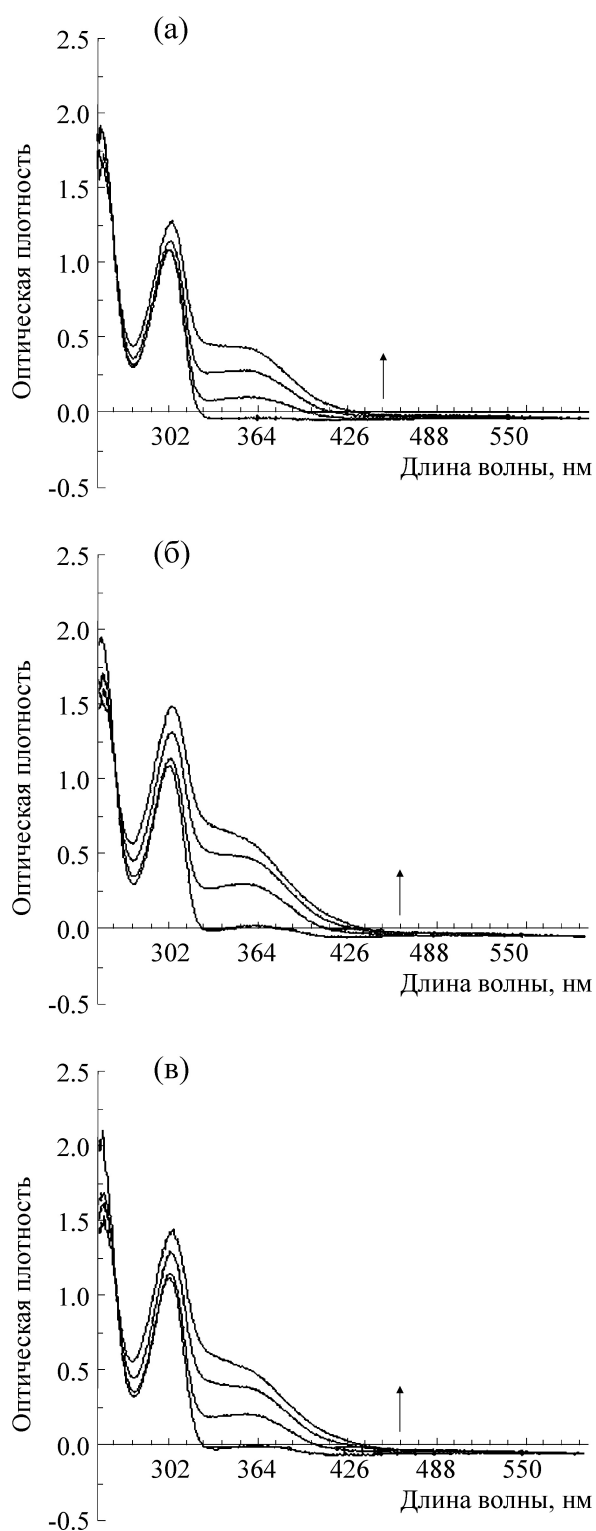 (а)
2.5
2.0
1.5
1.0
0.5
0.0
-0.5
Оптическая плотность
302 364 426 488 550
Длина волны, нм
(б)
2.5
2.0
1.5
1.0
0.5
0.0
-0.5
Оптическая плотность
302 364 426 488 550
Длина волны, нм
(в)
2.5
2.0
1.5
1.0
0.5
0.0
-0.5
Оптическая плотность
302 364 426 488 550
Длина волны, нм